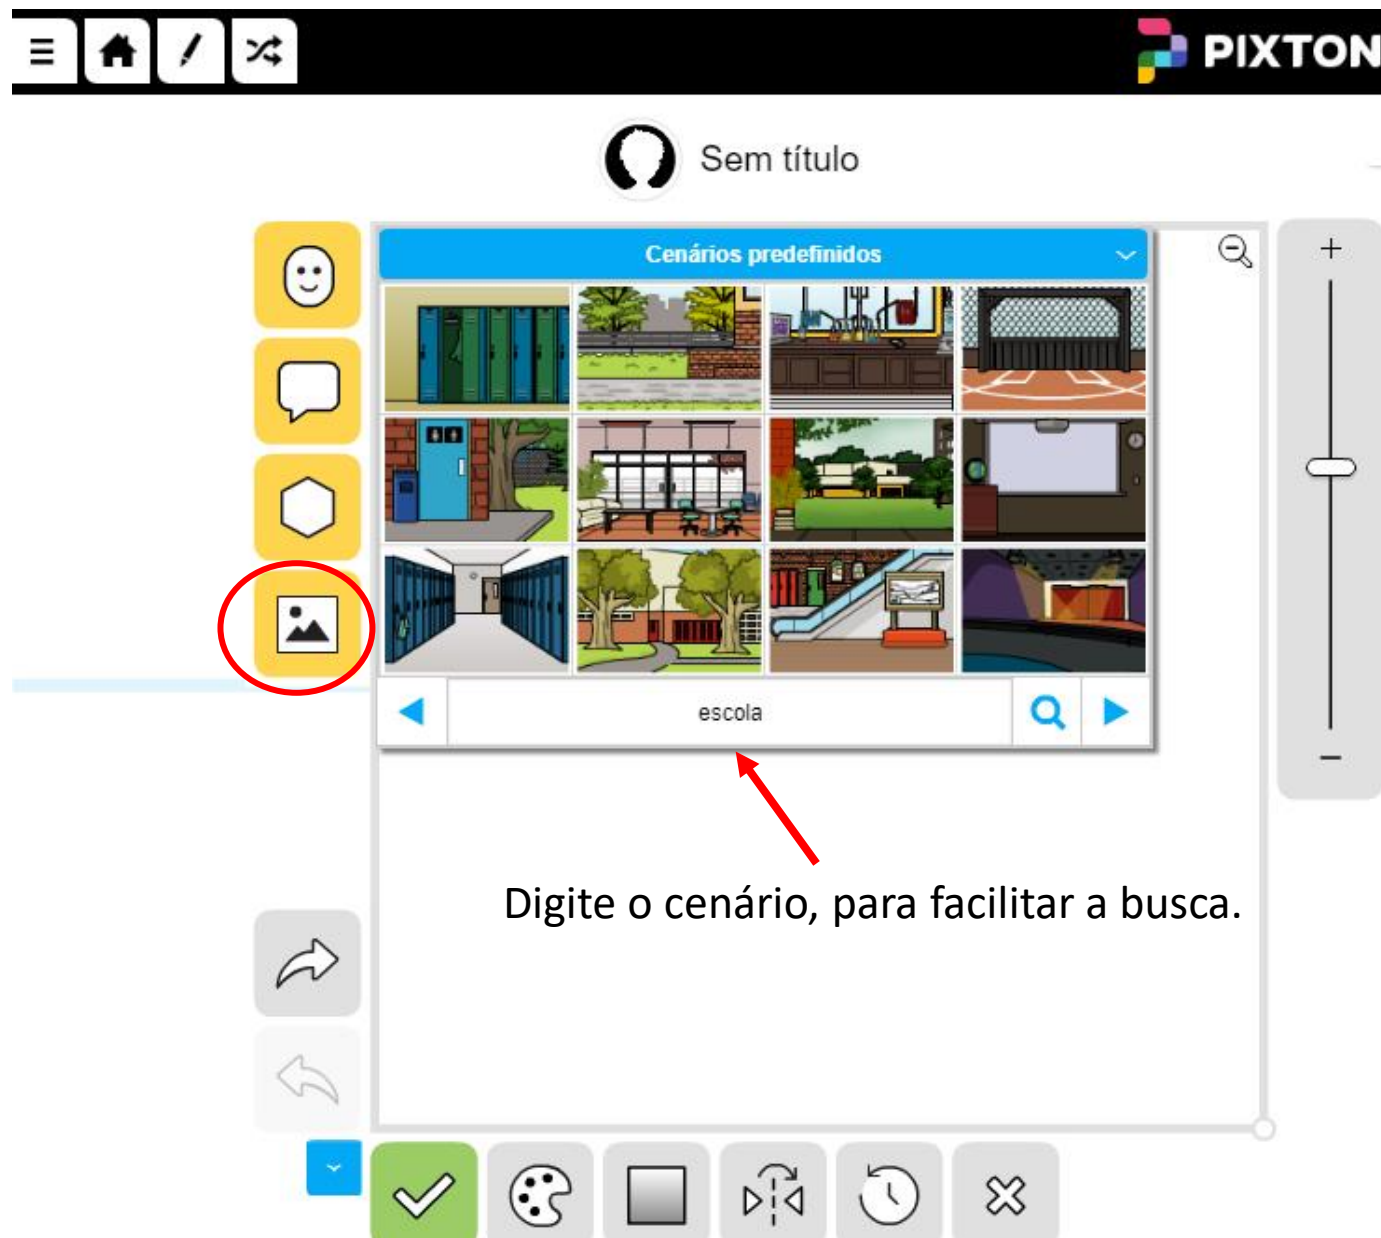 PIXTON
Sem título
Cenários predefinidos
escola
Digite o cenário, para facilitar a busca.